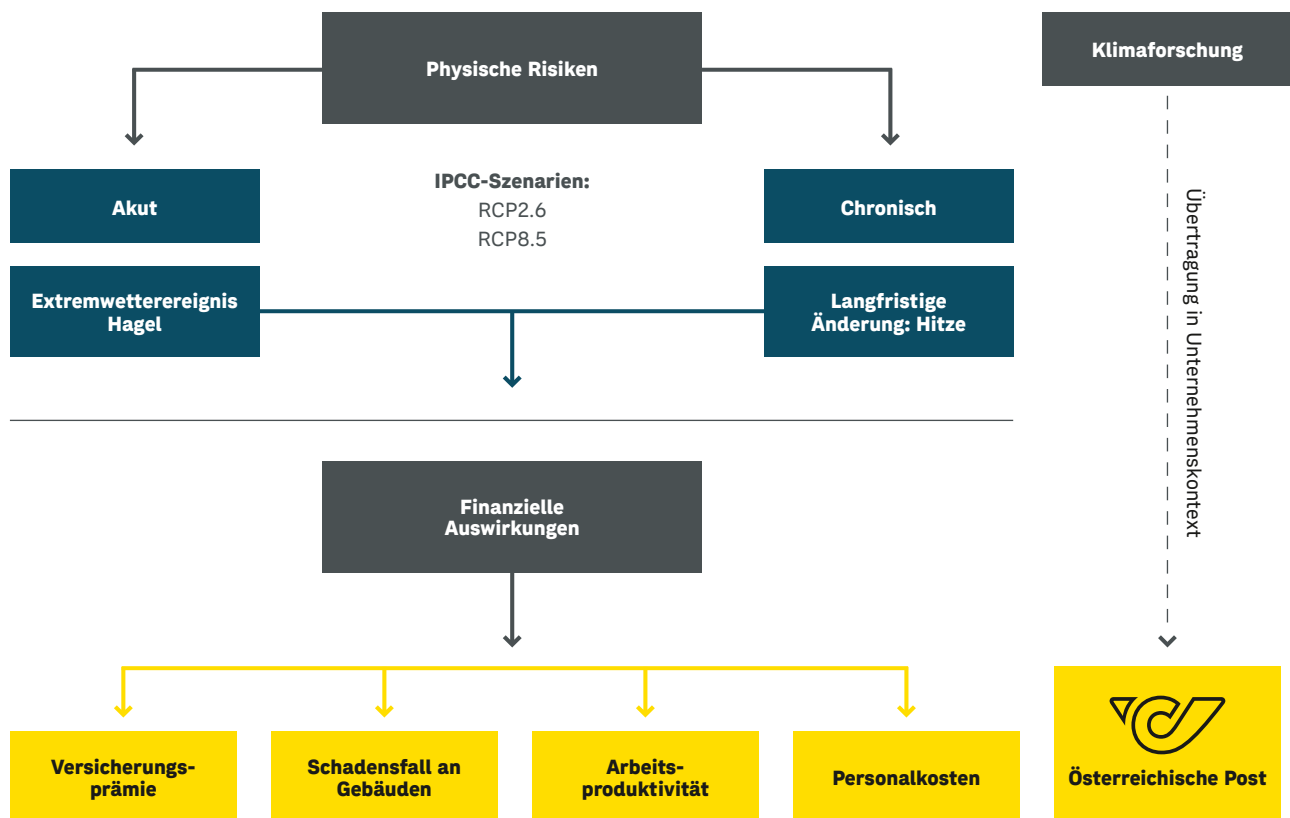 Physische Risiken
Klimaforschung
Akut
IPCC-Szenarien:
RCP2.6
RCP8.5
Chronisch
Extremwetterereignis
Hagel
Langfristige
Änderung: Hitze
Übertragung in Unternehmenskontext
Finanzielle
Auswirkungen
Versicherungs-
prämie
Schadensfall an
Gebäuden
Arbeits-
produktivität
Personalkosten
Österreichische Post